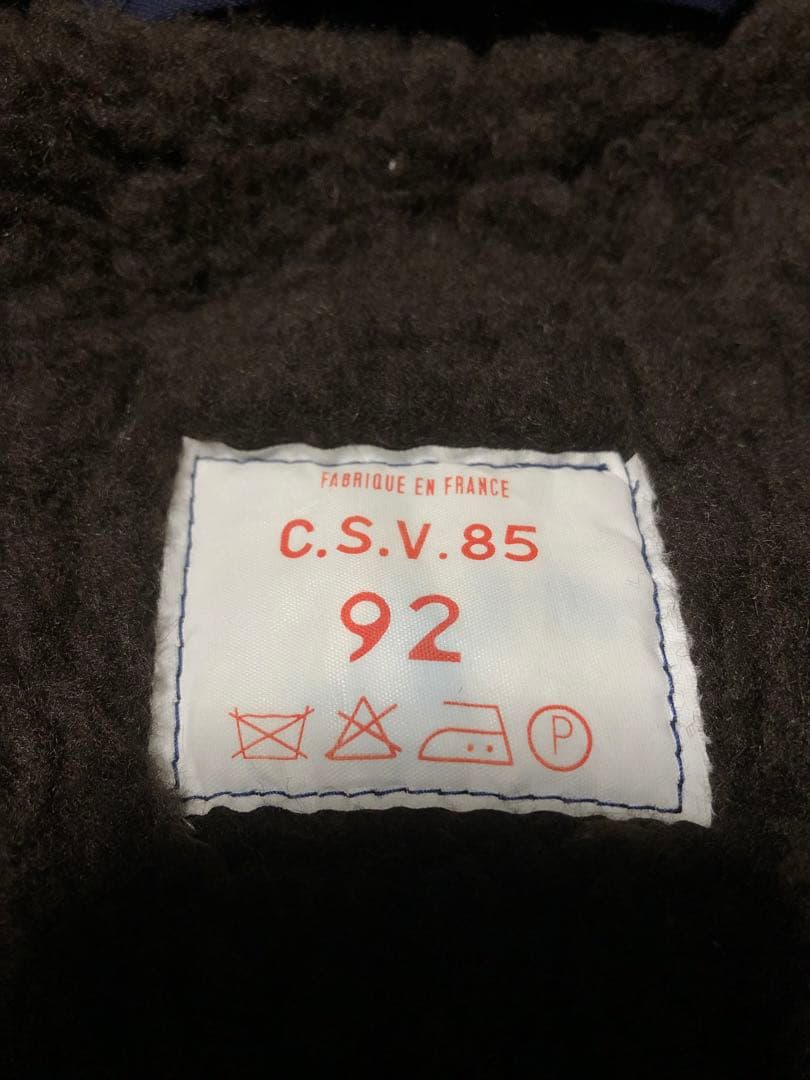 FABRIQUE EN FRANCE
C.S.V.85
92
P